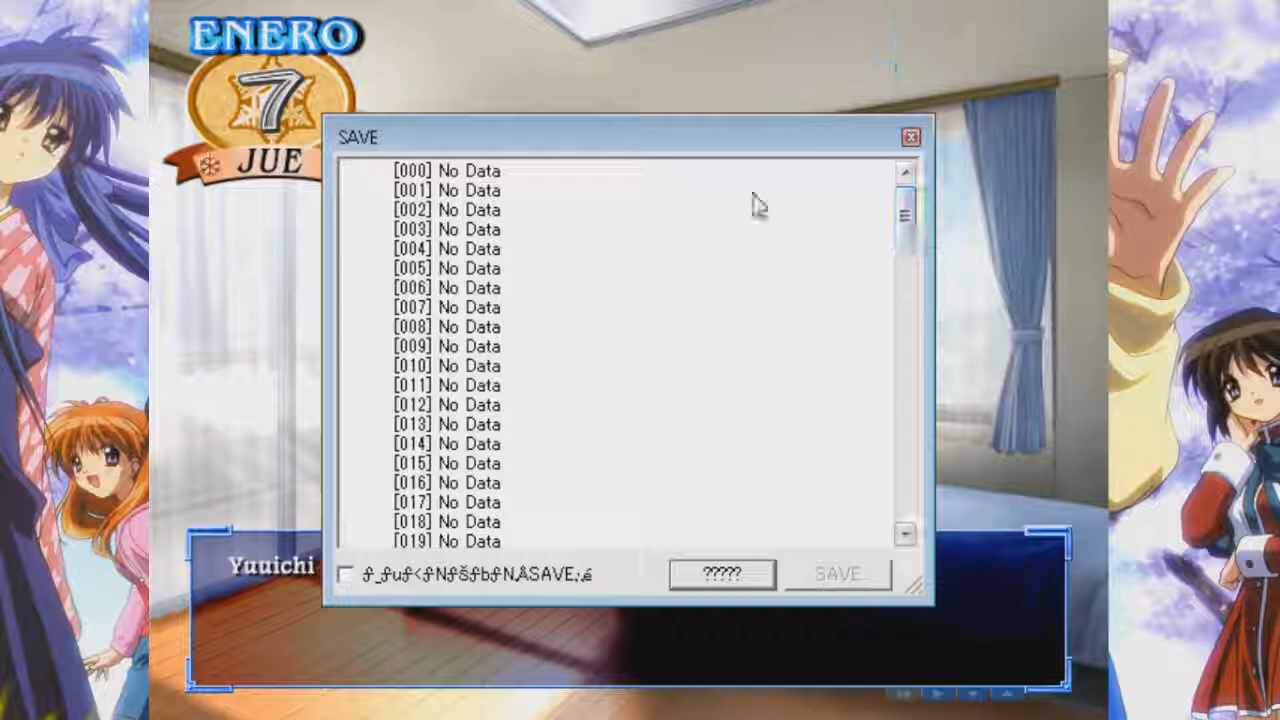 ENERO
7
JUE
SAVE
[000] No Data
[001] No Data
[002] No Data
[003] No Data
[004] No Data
[005] No Data
[006] No Data
[007] No Data
[008] No Data
[009] No Data
[010] No Data
[011] No Data
[012] No Data
[013] No Data
[014] No Data
[015] No Data
[016] No Data
[017] No Data
[018] No Data
[019] No Data
Yuuichi
ƒ_ƒuƒ‹ƒNƒŠƒbƒN‚ÅSAVE‚·‚é
?????
SAVE